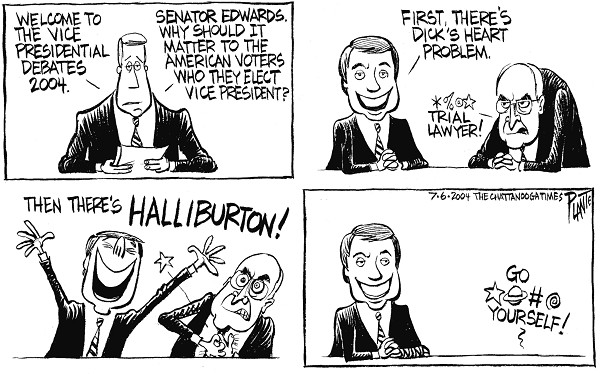 WELCOME TO
THE VICE
PRESIDENTIAL
DEBATES
2004.
SENATOR EDWARDS.
WHY SHOULD IT
MATTER TO THE
AMERICAN VOTERS
WHO THEY ELECT
VICE PRESIDENT?
FIRST, THERE'S
DICK'S HEART
PROBLEM.
*%@☆
TRIAL
LAWYER!
THEN THERE'S HALLIBURTON!
7-6-2004 THE CHATTANOOGA TIMES
PLANTE
GO
☆🪐#@
YOURSELF!